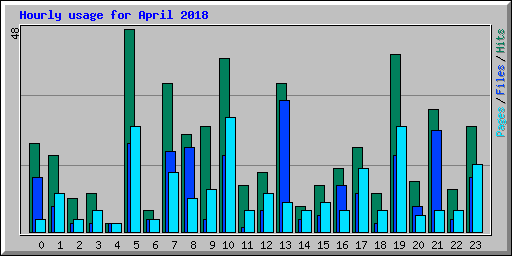 Hourly usage for April 2018
48
Pages/Files/Hits
0 1 2 3 4 5 6 7 8 9 10 11 12 13 14 15 16 17 18 19 20 21 22 23